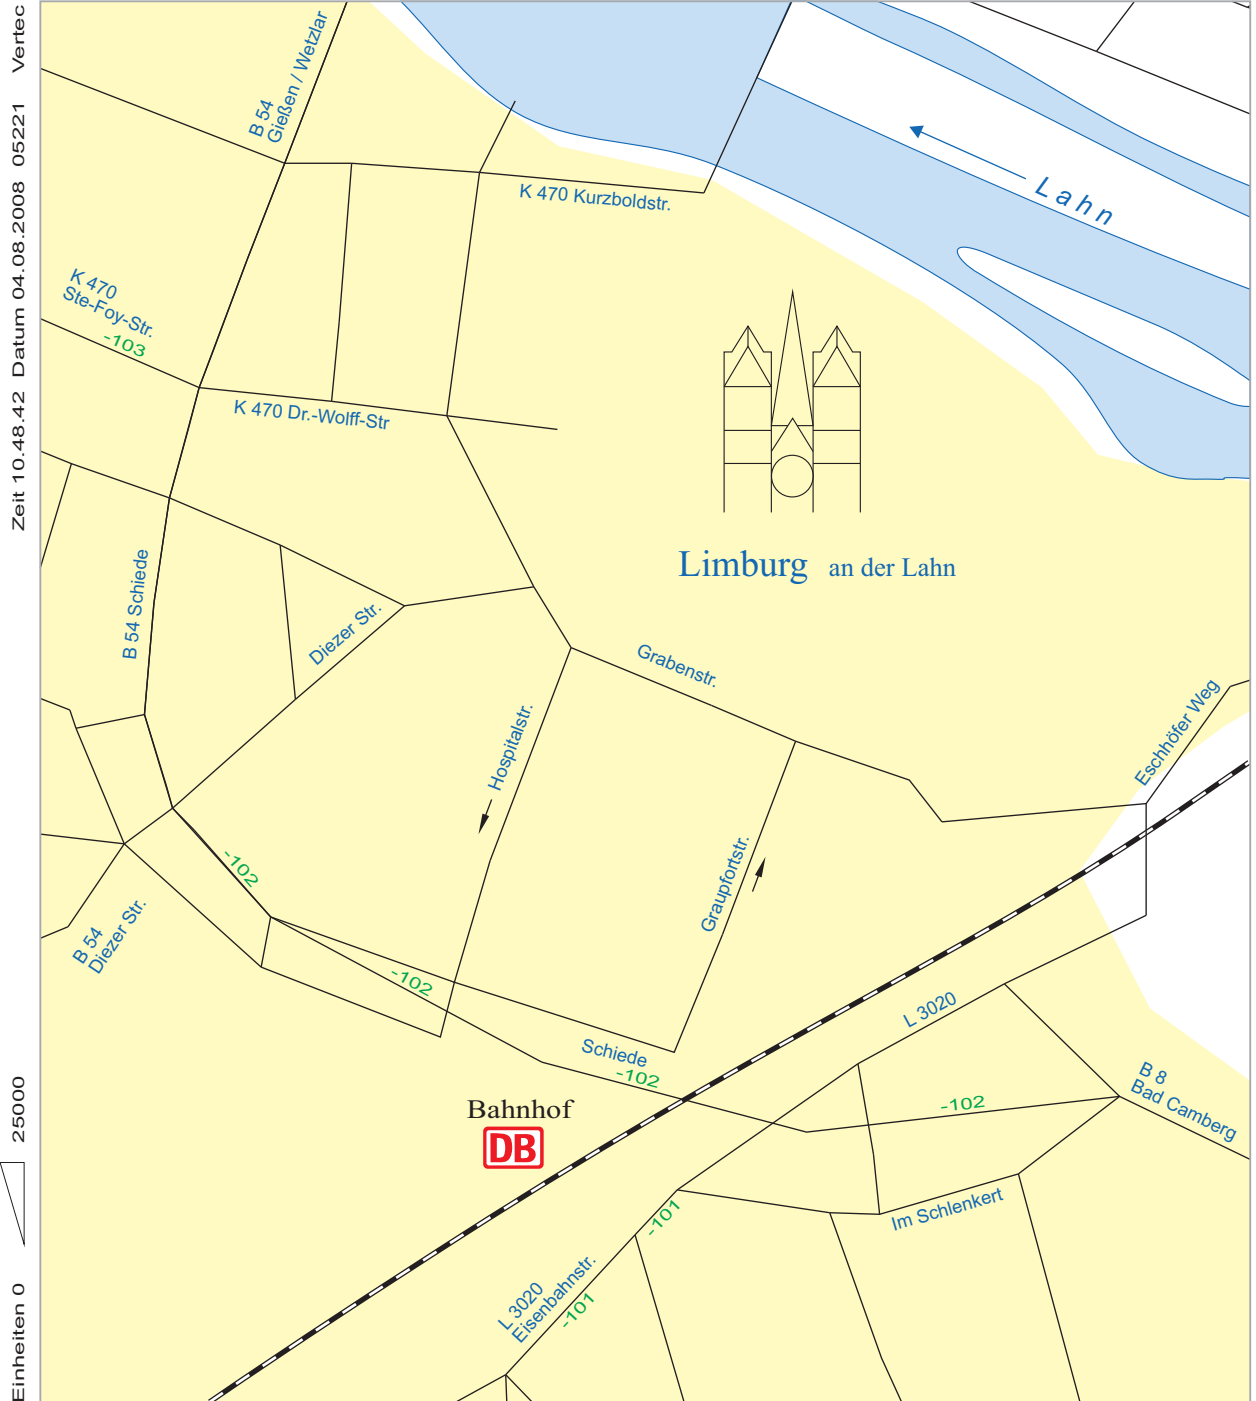 Vertec
Zeit 10.48.42 Datum 04.08.2008 05221
25000
Einheiten 0
B 54
Gießen / Wetzlar
K 470 Kurzboldstr.
Lahn
K 470
Ste-Foy-Str.
-103
K 470 Dr.-Wolff-Str
Limburg an der Lahn
B 54 Schiede
Diezer Str.
Grabenstr.
Hospitalstr.
Eschhöfer Weg
Graupfortstr.
-102
B 54
Diezer Str.
-102
L 3020
Schiede
-102
B 8
Bad Camberg
-102
Bahnhof
DB
Im Schlenkert
-101
L 3020
Eisenbahnstr.
-101